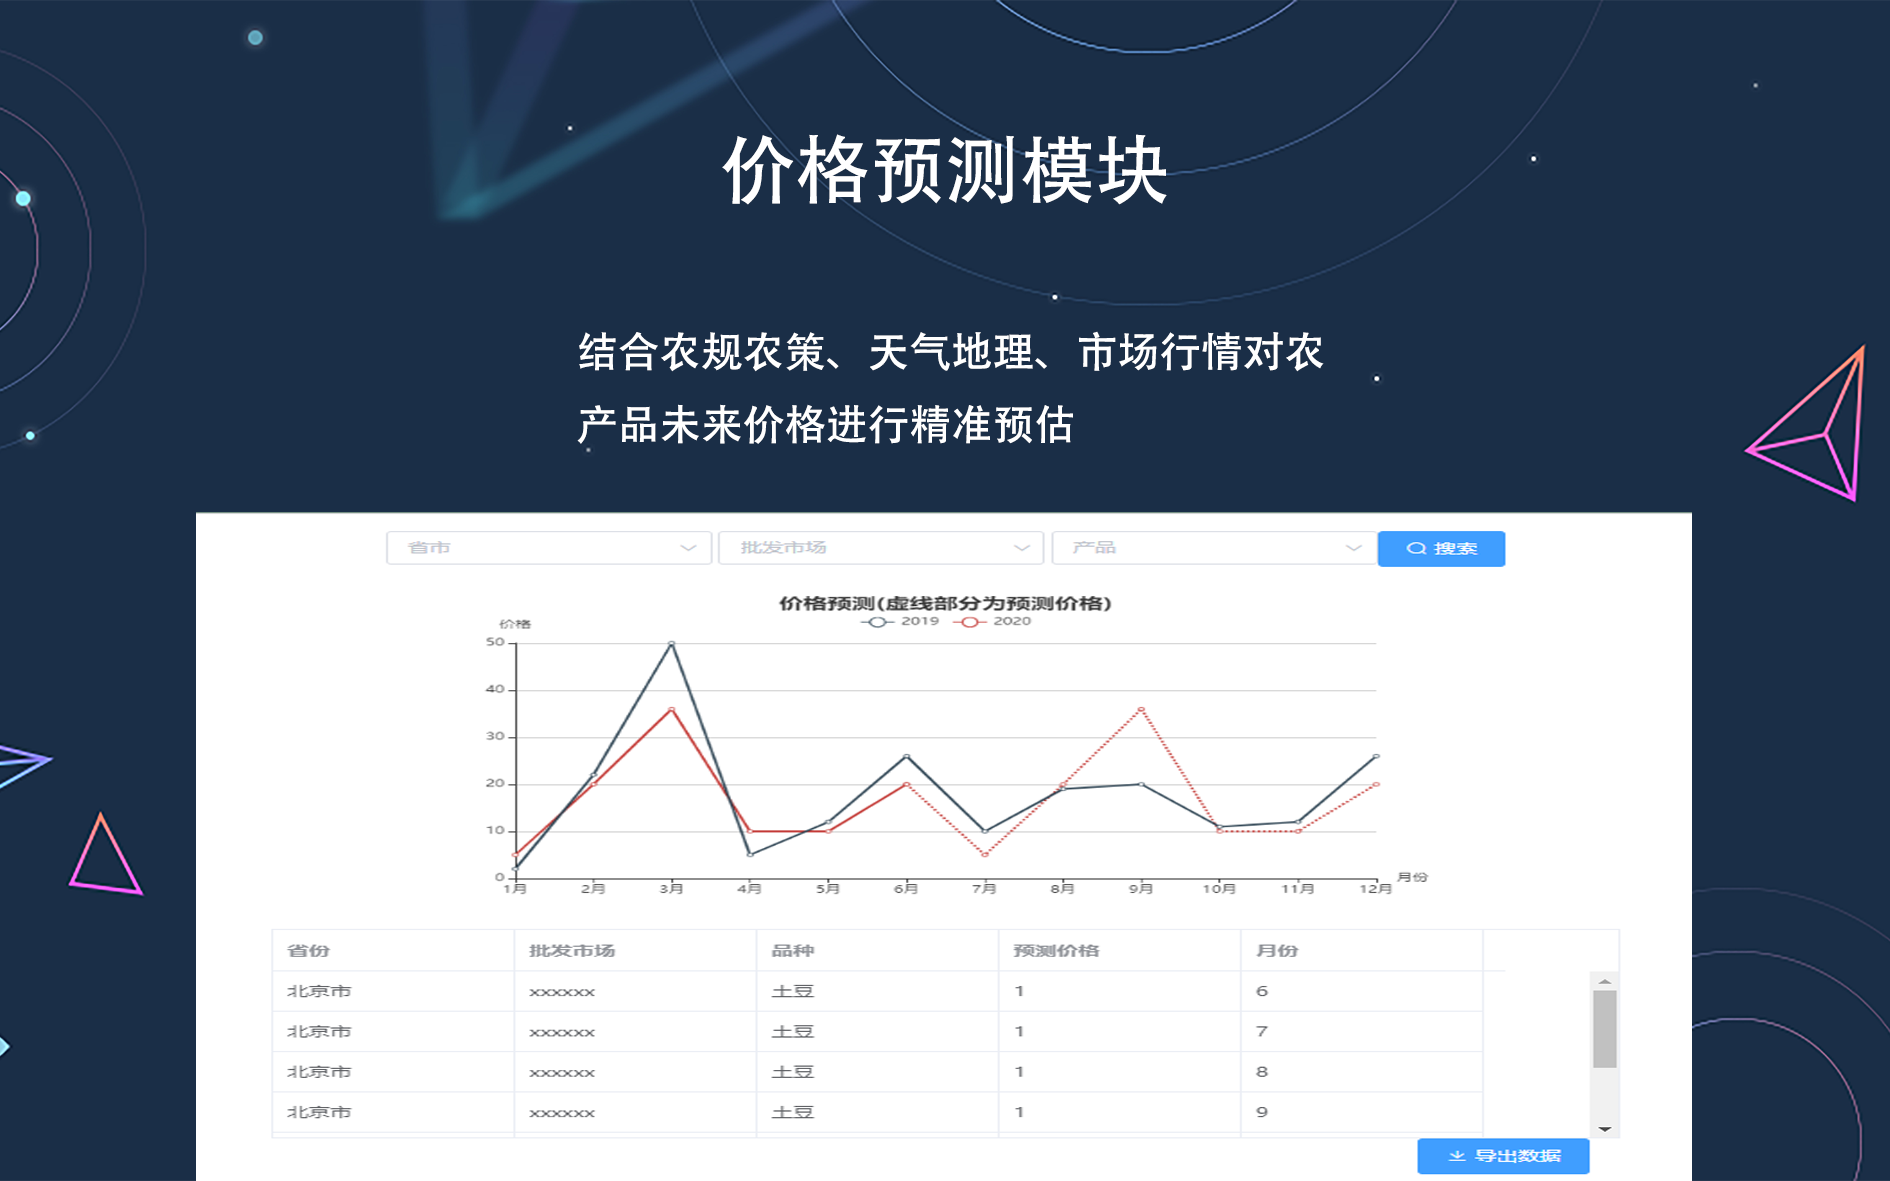 价格预测模块
结合农规农策、天气地理、市场行情对农
产品未来价格进行精准预估
省市 批发市场 产品 搜索
价格预测(虚线部分为预测价格)
2019 2020
价格
50
40
30
20
10
0
1月 2月 3月 4月 5月 6月 7月 8月 9月 10月 11月 12月 月份
省份 批发市场 品种 预测价格 月份
北京市 xxxxxx 土豆 1 6
北京市 xxxxxx 土豆 1 7
北京市 xxxxxx 土豆 1 8
北京市 xxxxxx 土豆 1 9
导出数据